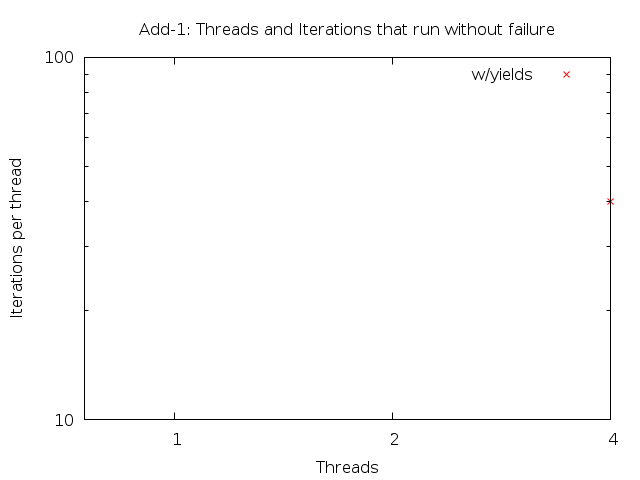 Add-1: Threads and Iterations that run without failure
100
w/yields
Iterations per thread
10
1 2 4
Threads